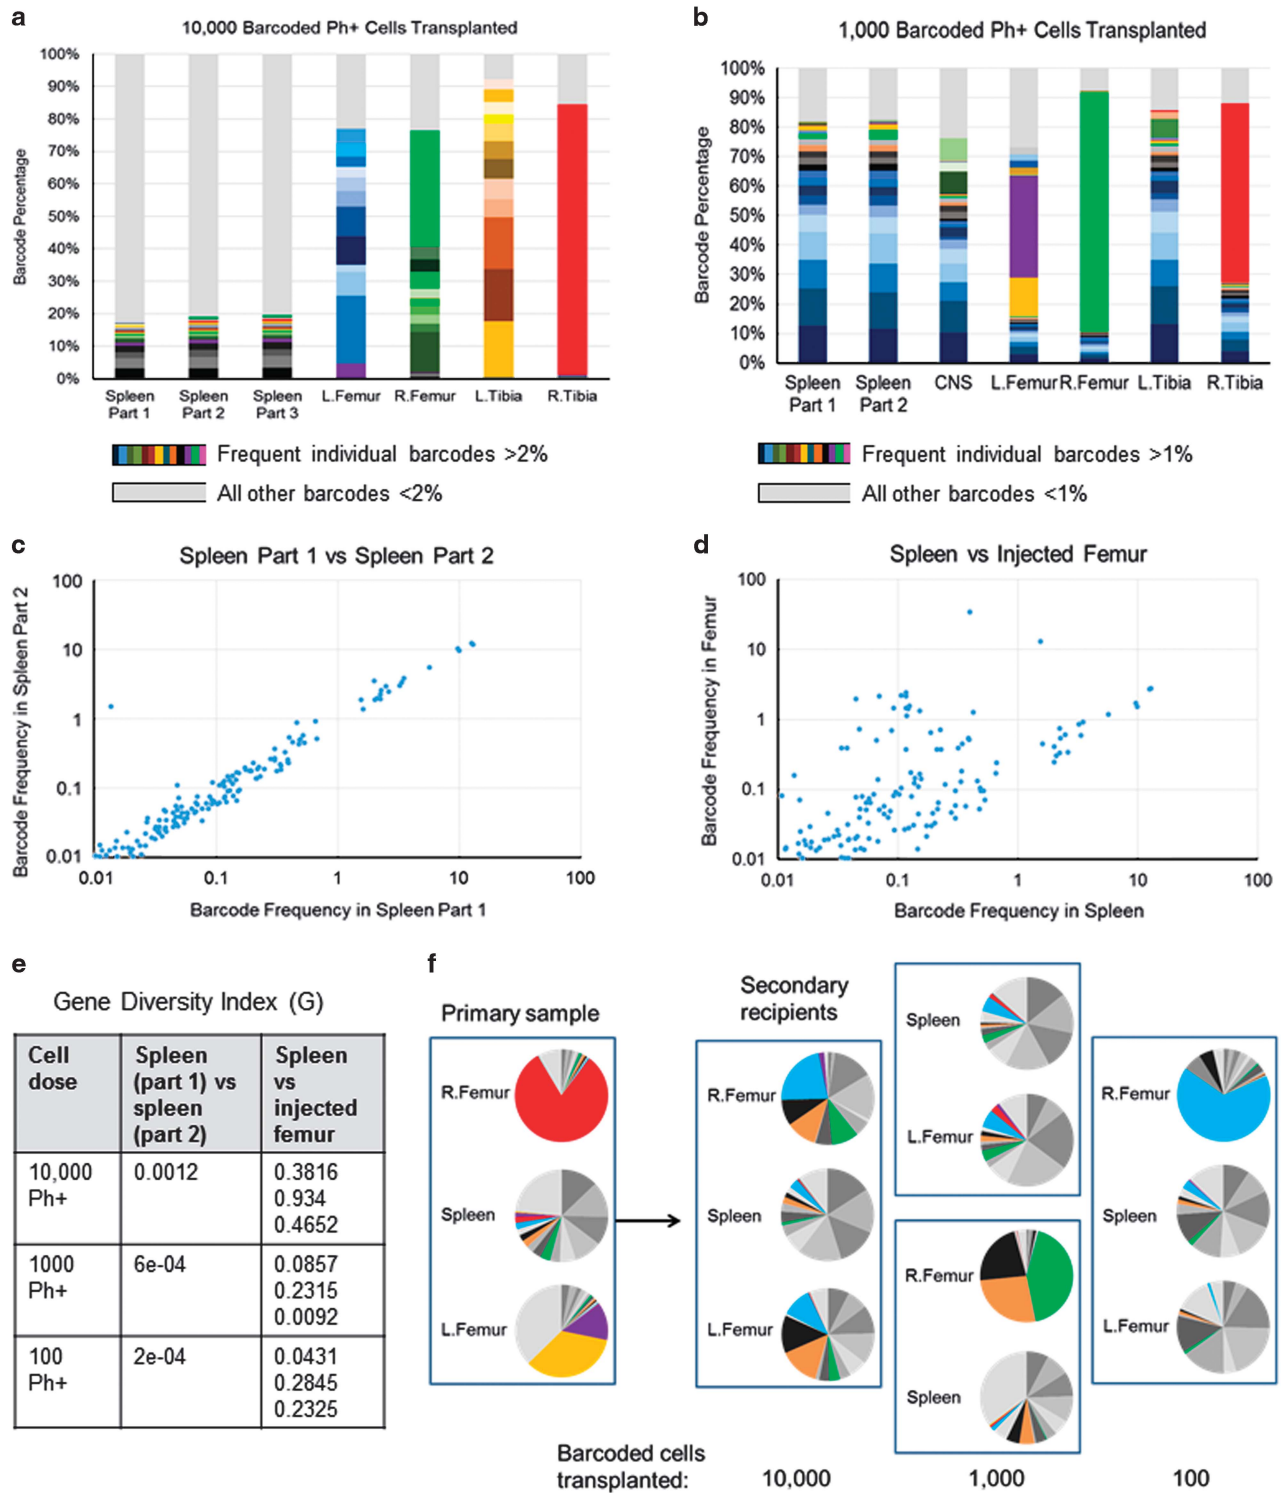 a
10,000 Barcoded Ph+ Cells Transplanted
Barcode Percentage
100%
90%
80%
70%
60%
50%
40%
30%
20%
10%
0%
Spleen Part 1
Spleen Part 2
Spleen Part 3
L.Femur
R.Femur
L.Tibia
R.Tibia
Frequent individual barcodes >2%
All other barcodes <2%
b
1,000 Barcoded Ph+ Cells Transplanted
Barcode Percentage
100%
90%
80%
70%
60%
50%
40%
30%
20%
10%
0%
Spleen Part 1
Spleen Part 2
CNS
L.Femur
R.Femur
L.Tibia
R.Tibia
Frequent individual barcodes >1%
All other barcodes <1%
c
Spleen Part 1 vs Spleen Part 2
Barcode Frequency in Spleen Part 2
100
10
1
0.1
0.01
0.01 0.1 1 10 100
Barcode Frequency in Spleen Part 1
d
Spleen vs Injected Femur
Barcode Frequency in Femur
100
10
1
0.1
0.01
0.01 0.1 1 10 100
Barcode Frequency in Spleen
e
Gene Diversity Index (G)
Cell dose
Spleen (part 1) vs spleen (part 2)
Spleen vs injected femur
10,000 Ph+
0.0012
0.3816
0.934
0.4652
1000 Ph+
6e-04
0.0857
0.2315
0.0092
100 Ph+
2e-04
0.0431
0.2845
0.2325
f
Primary sample
R.Femur
Spleen
L.Femur
Secondary recipients
R.Femur
Spleen
L.Femur
Spleen
L.Femur
R.Femur
Spleen
R.Femur
Spleen
L.Femur
Barcoded cells transplanted:
10,000 1,000 100